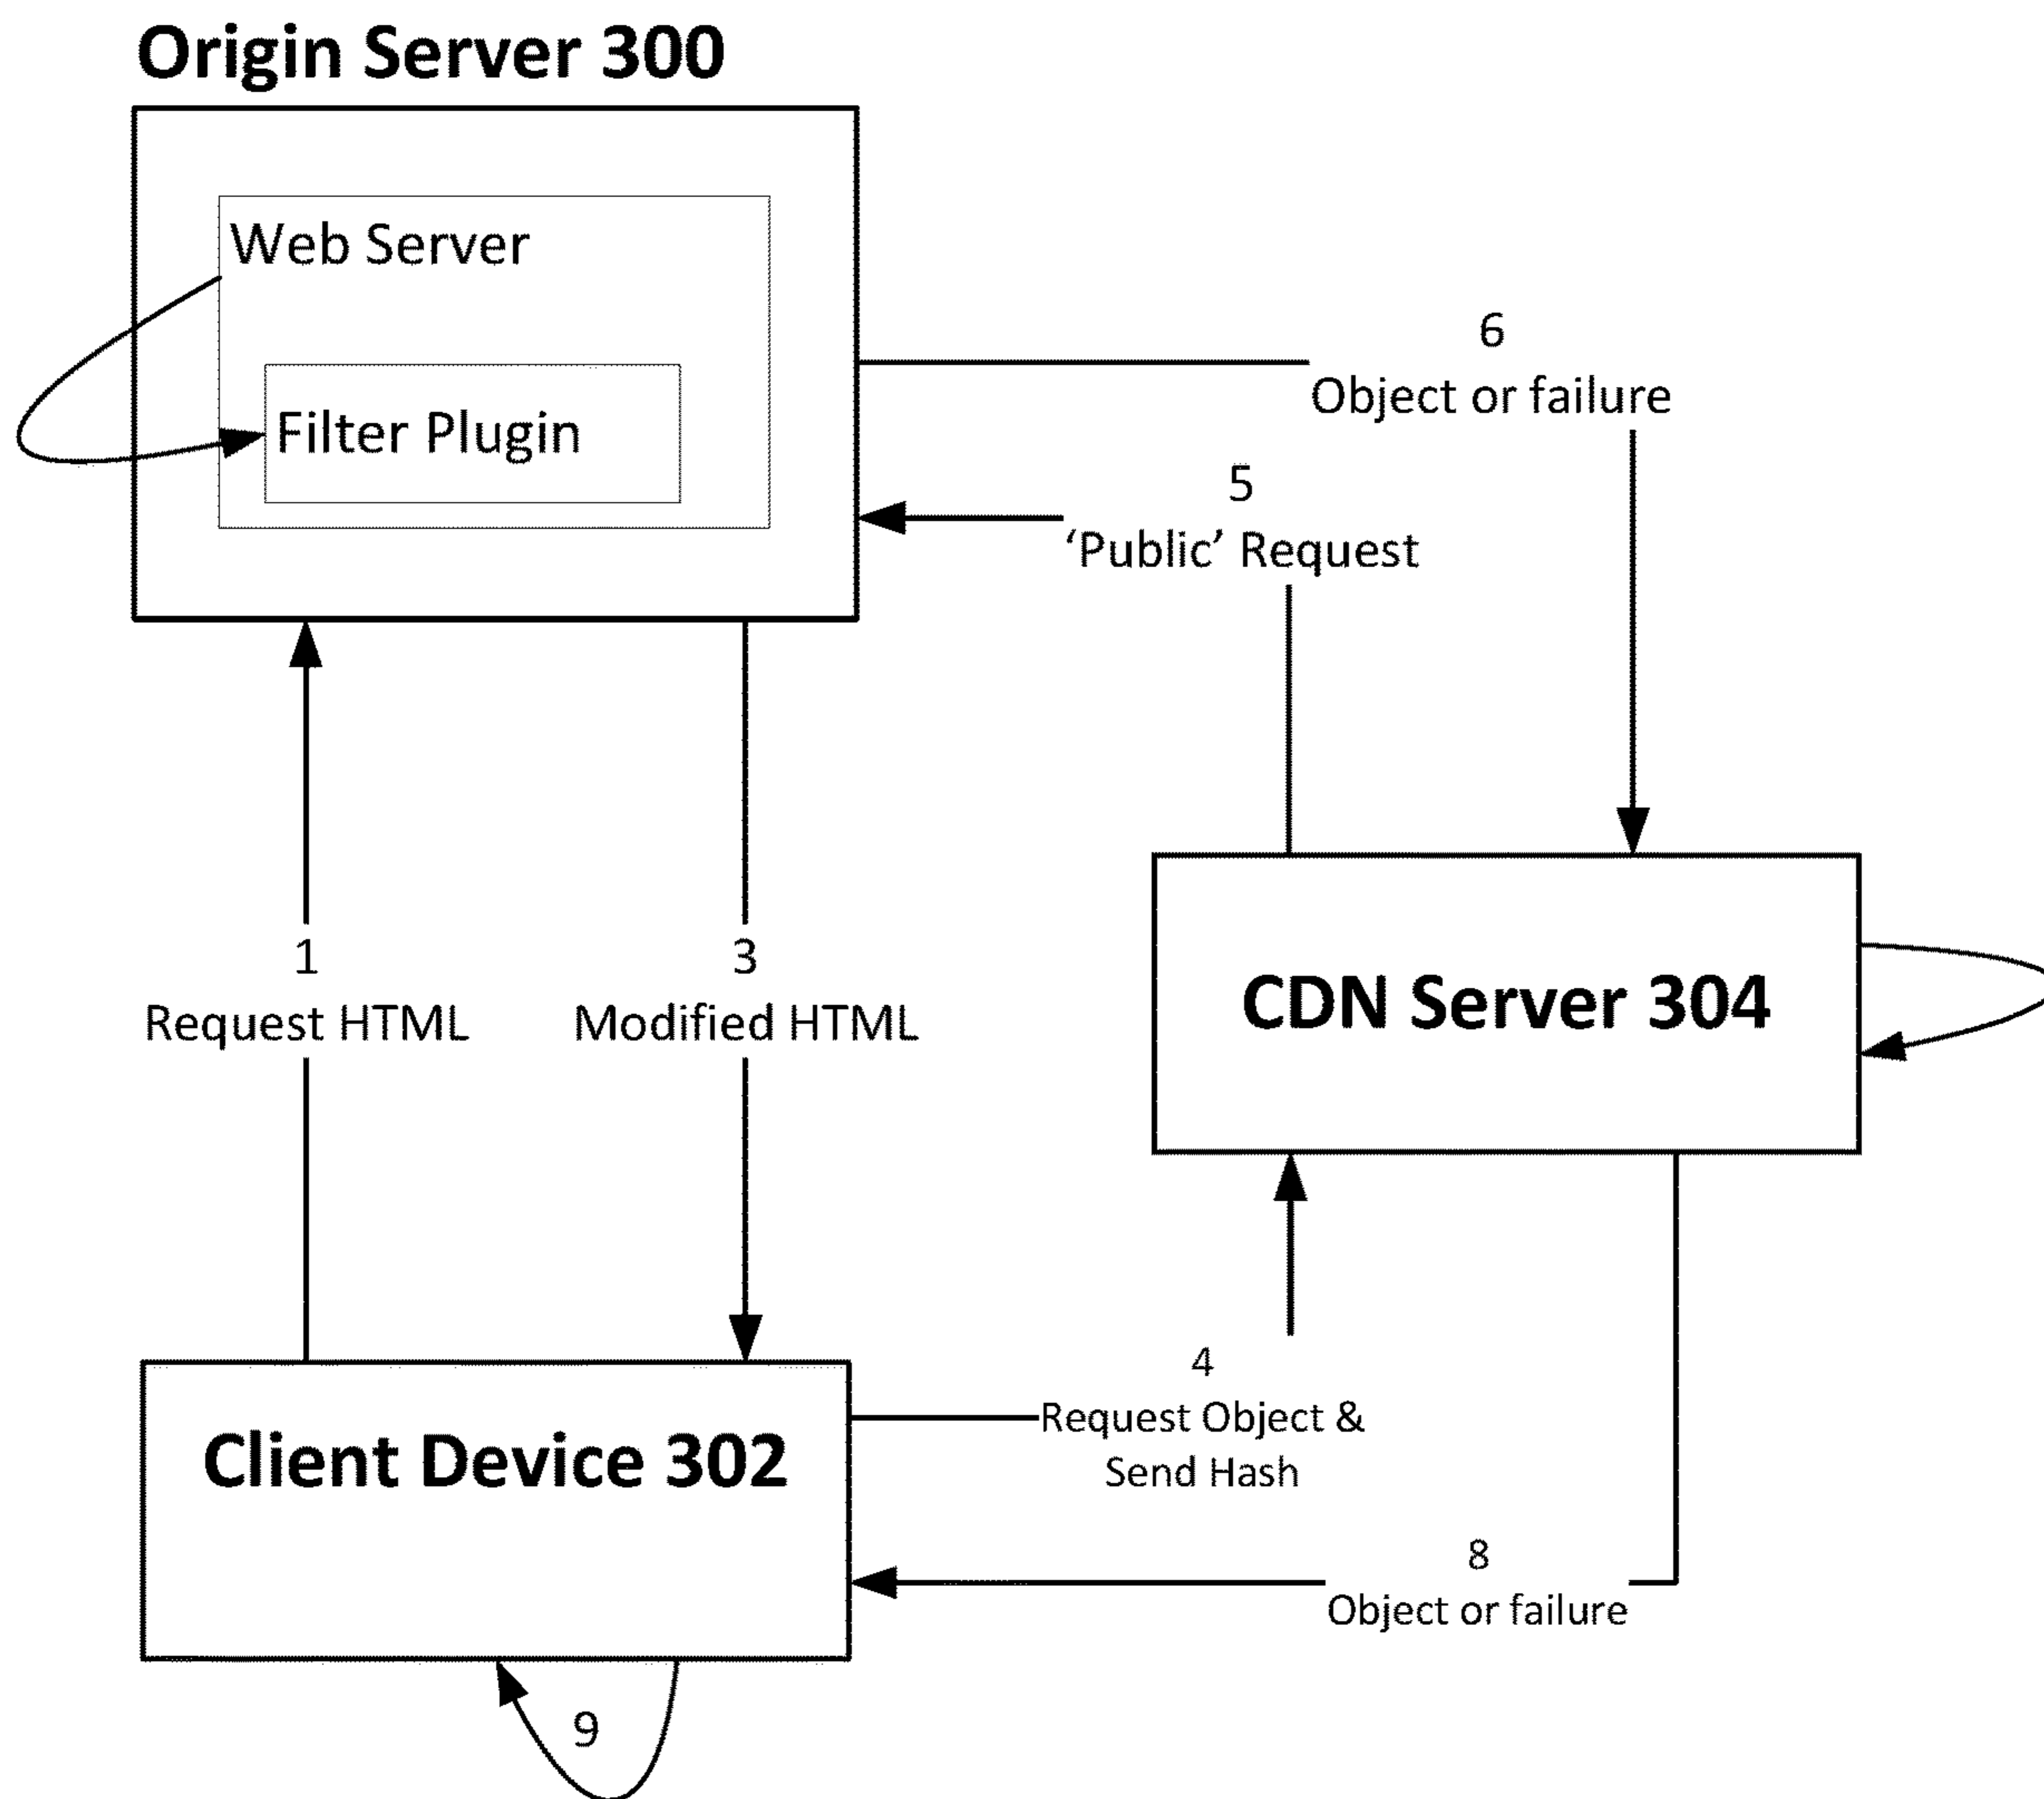 Origin Server 300
Web Server
Filter Plugin
6
Object or failure
5
‘Public’ Request
1
Request HTML
3
Modified HTML
CDN Server 304
4
Request Object &
Send Hash
Client Device 302
8
Object or failure
9